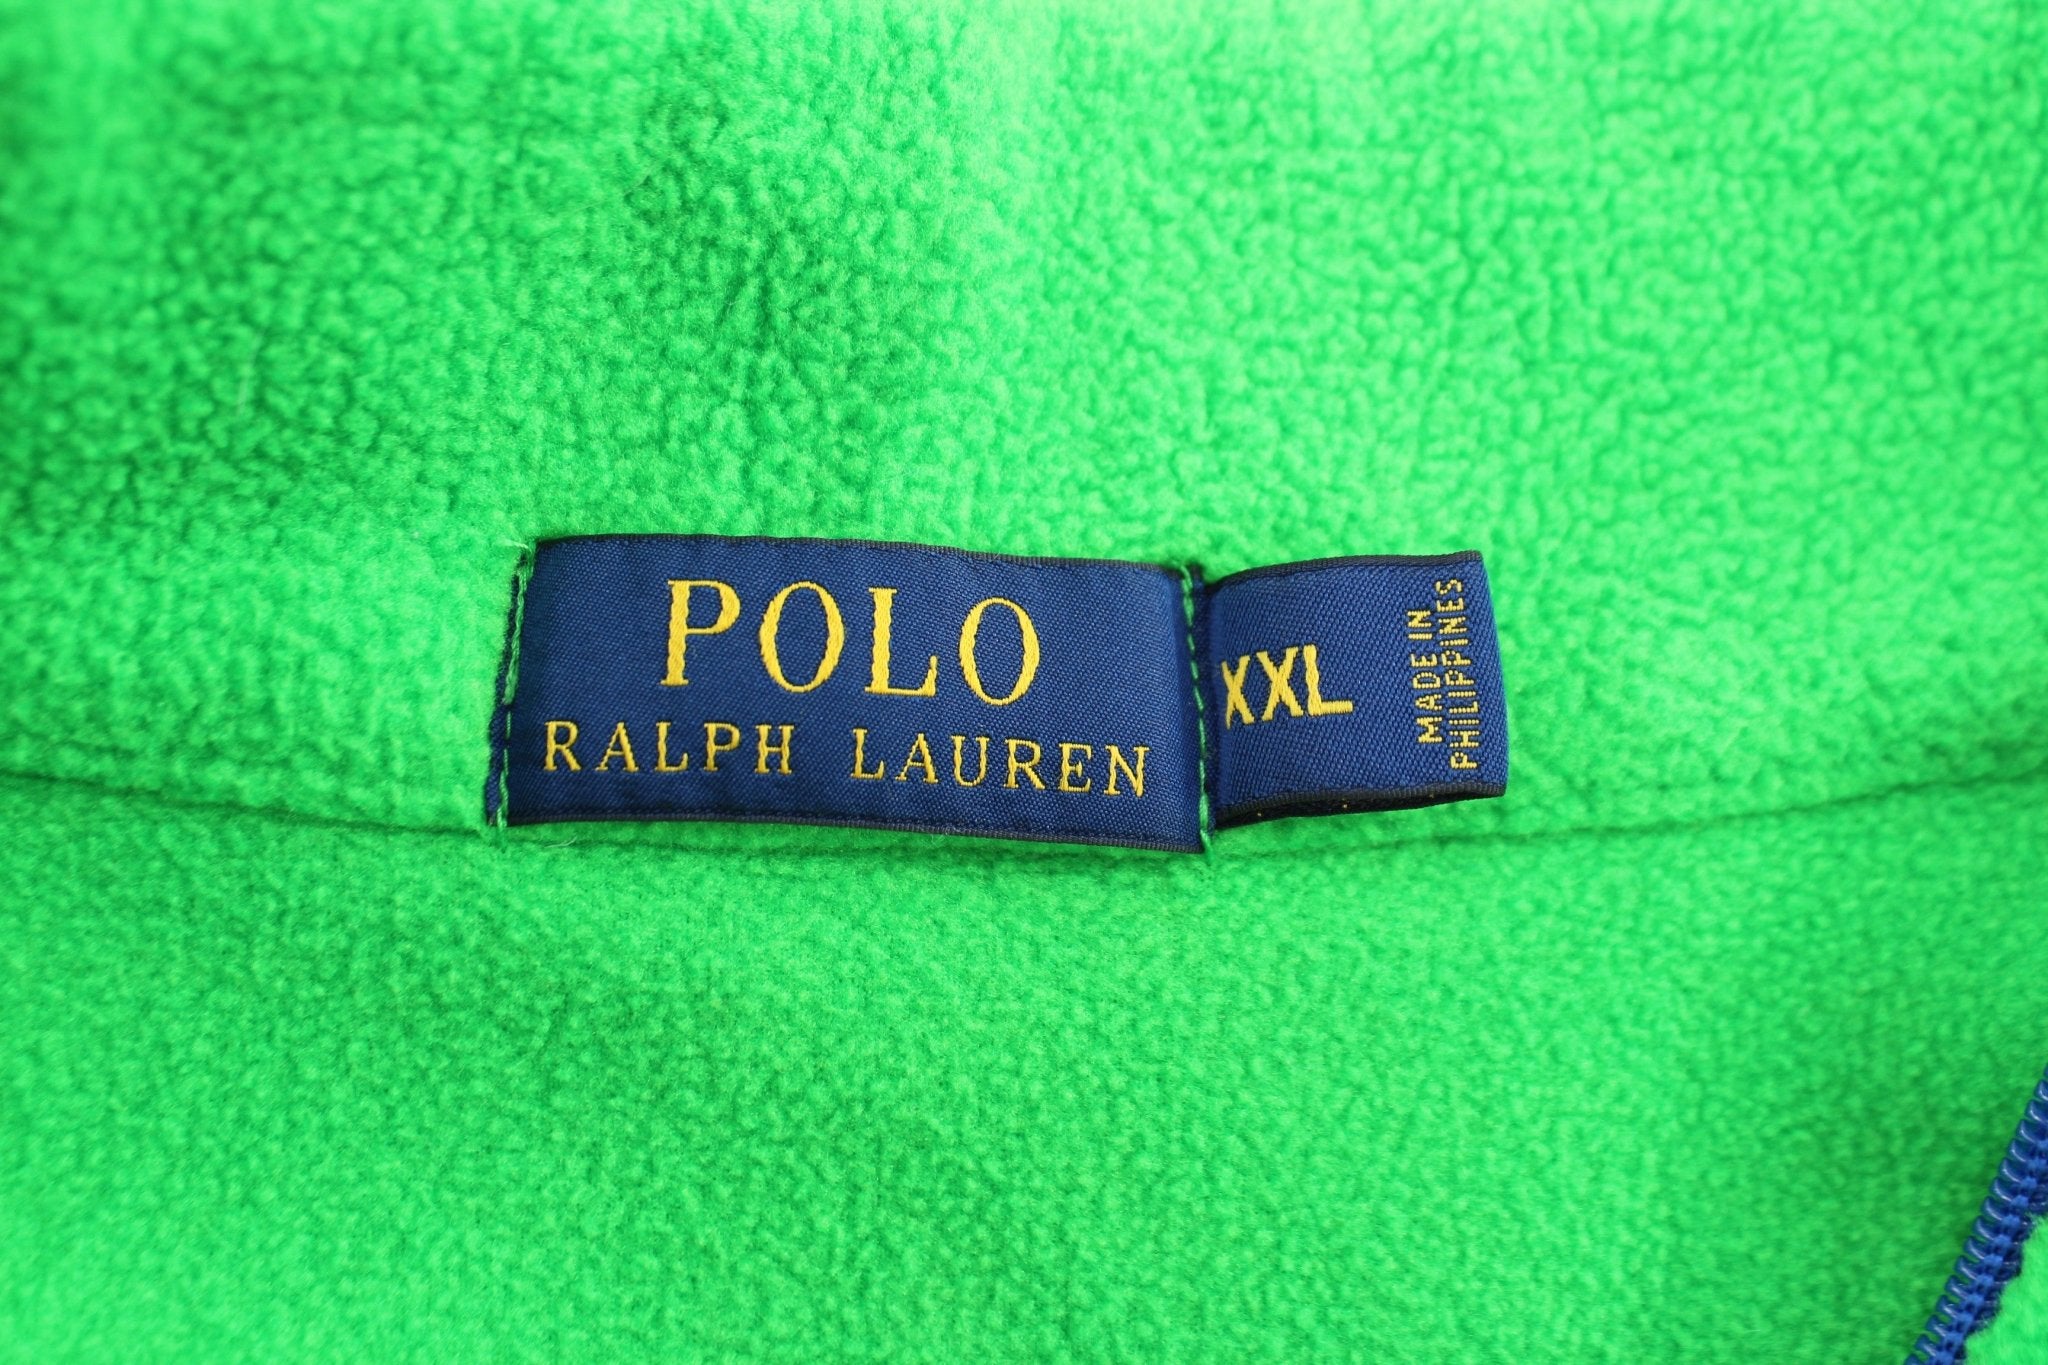 POLO
RALPH LAUREN
XXL
MADE IN
PHILIPPINES